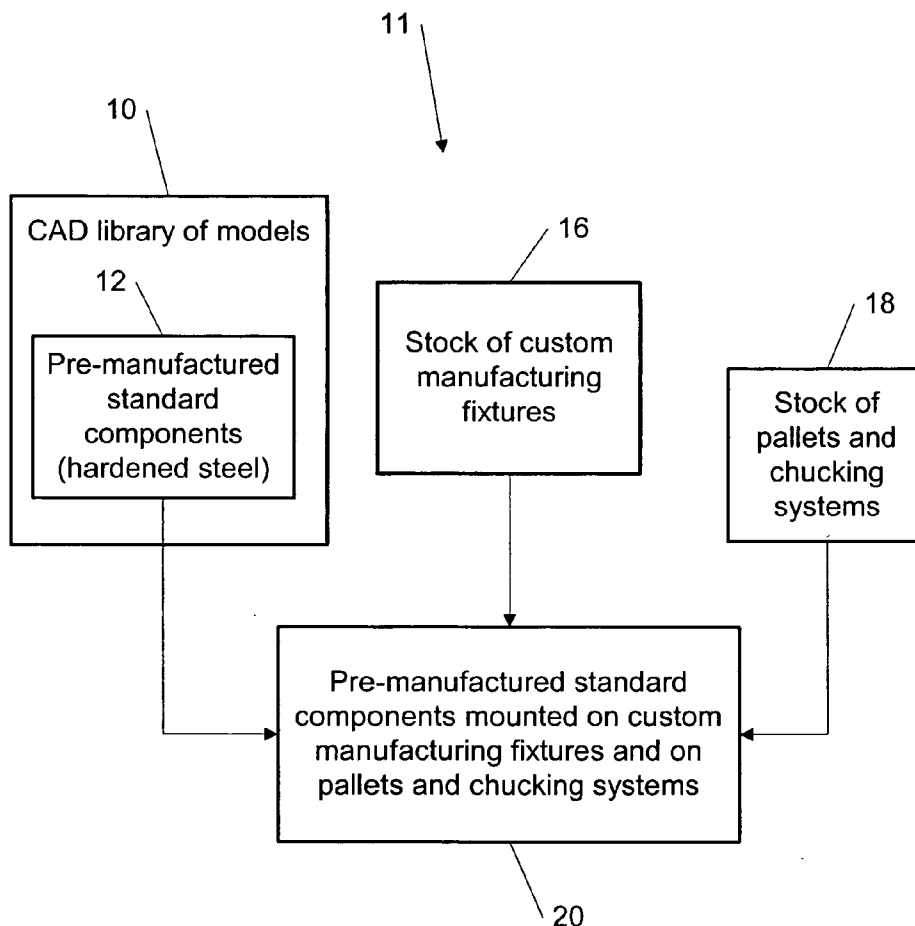 11
10
CAD library of models
16
12
18
Pre-manufactured
standard
components
(hardened steel)
Stock of custom
manufacturing
fixtures
Stock of
pallets and
chucking
systems
Pre-manufactured standard
components mounted on custom
manufacturing fixtures and on
pallets and chucking systems
20